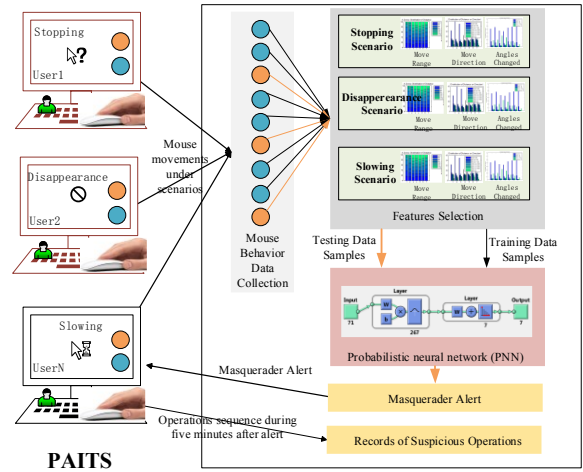 Stopping
?
User1
Disappearance
User2
Slowing
UserN
PAITS
Mouse
movements
under
scenarios
Masquerader Alert
Operations sequence during
five minutes after alert
Mouse
Behavior
Data
Collection
Stopping
Scenario
Move
Range
Move
Direction
Angles
Changed
Disapperearance
Scenario
Move
Range
Move
Direction
Angles
Changed
Slowing
Scenario
Move
Range
Move
Direction
Angles
Changed
Features Selection
Testing Data
Samples
Training Data
Samples
Input
71
Layer
W
b
267
Layer
W
7
Output
7
Probabilistic neural network (PNN)
Masquerader Alert
Records of Suspicious Operations